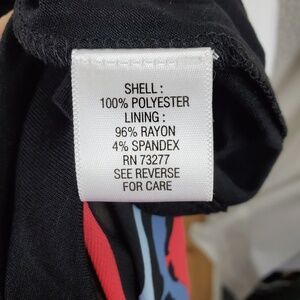 SHELL :
100% POLYESTER
LINING :
96% RAYON
4% SPANDEX
RN 73277
SEE REVERSE
FOR CARE